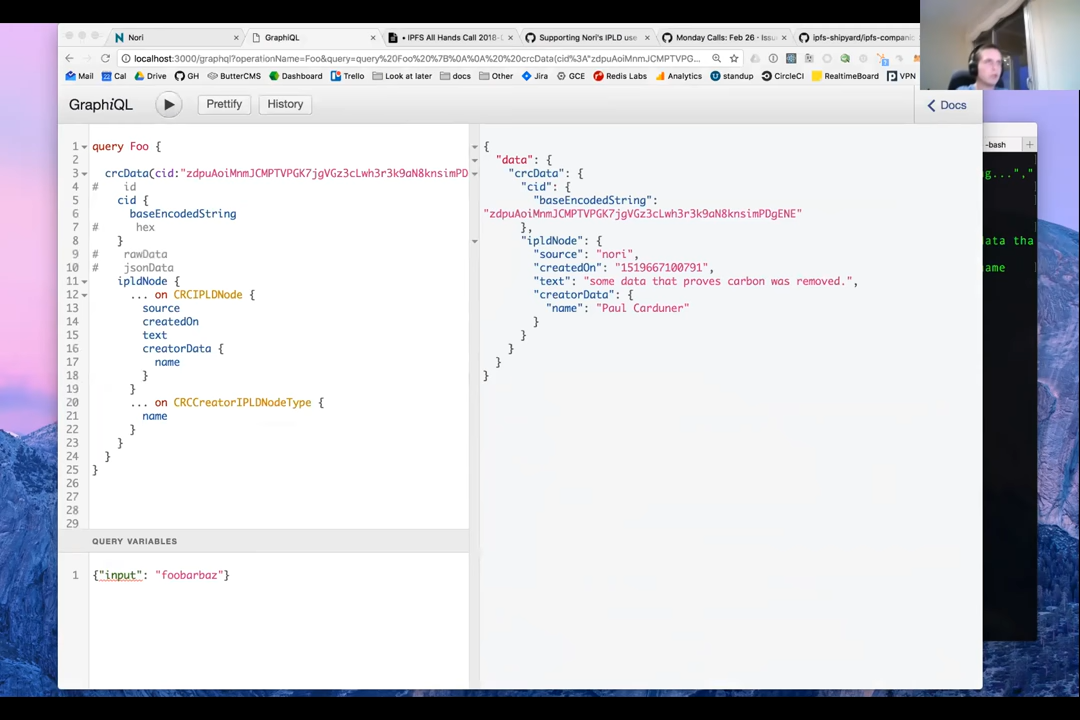 Nori
GraphiQL
• IPFS All Hands Call 2018-
Supporting Nori's IPLD use
Monday Calls: Feb 26 - Issu
ipfs-shipyard/ipfs-compani
localhost:3000/graphql?operationName=Foo&query=query%20Foo%20%7B%0A%0A%20%20crcData(cid%3A"zdpuAoiMnmJCMPTVPG...
Mail Cal Drive GH ButterCMS Dashboard Trello Look at later docs Other Jira GCE Redis Labs Analytics standup CircleCI RealtimeBoard VPN
GraphiQL Prettify History Docs
1 query Foo {
2
3 crcData(cid:"zdpuAoiMnmJCMPTVPGK7jgVGz3cLwh3r3k9aN8knsimPD
4 # id
5 cid {
6 baseEncodedString
7 # hex
8 }
9 # rawData
10 # jsonData
11 ipldNode {
12 ... on CRCIPLDNode {
13 source
14 createdOn
15 text
16 creatorData {
17 name
18 }
19 }
20 ... on CRCCreatorIPLDNodeType {
21 name
22 }
23 }
24 }
25 }
26
27
28
29
QUERY VARIABLES
1 {"input": "foobarbaz"}
{
"data": {
"crcData": {
"cid": {
"baseEncodedString":
"zdpuAoiMnmJCMPTVPGK7jgVGz3cLwh3r3k9aN8knsimPDgENE"
},
"ipldNode": {
"source": "nori",
"createdOn": "1519667100791",
"text": "some data that proves carbon was removed.",
"creatorData": {
"name": "Paul Carduner"
}
}
}
}
}
-bash
g...","
ata tha
ame